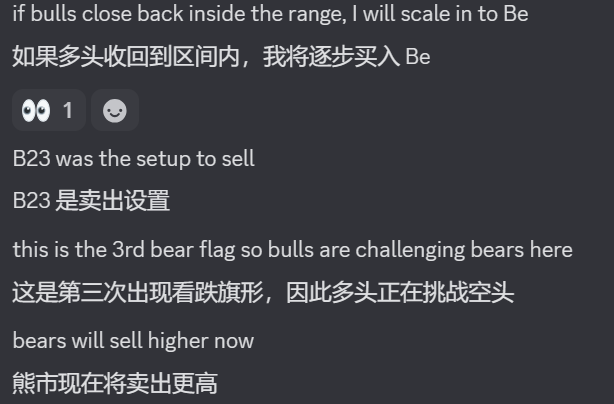 if bulls close back inside the range, I will scale in to Be
如果多头收回到区间内，我将逐步买入 Be
👀 1
B23 was the setup to sell
B23 是卖出设置
this is the 3rd bear flag so bulls are challenging bears here
这是第三次出现看跌旗形，因此多头正在挑战空头
bears will sell higher now
熊市现在将卖出更高